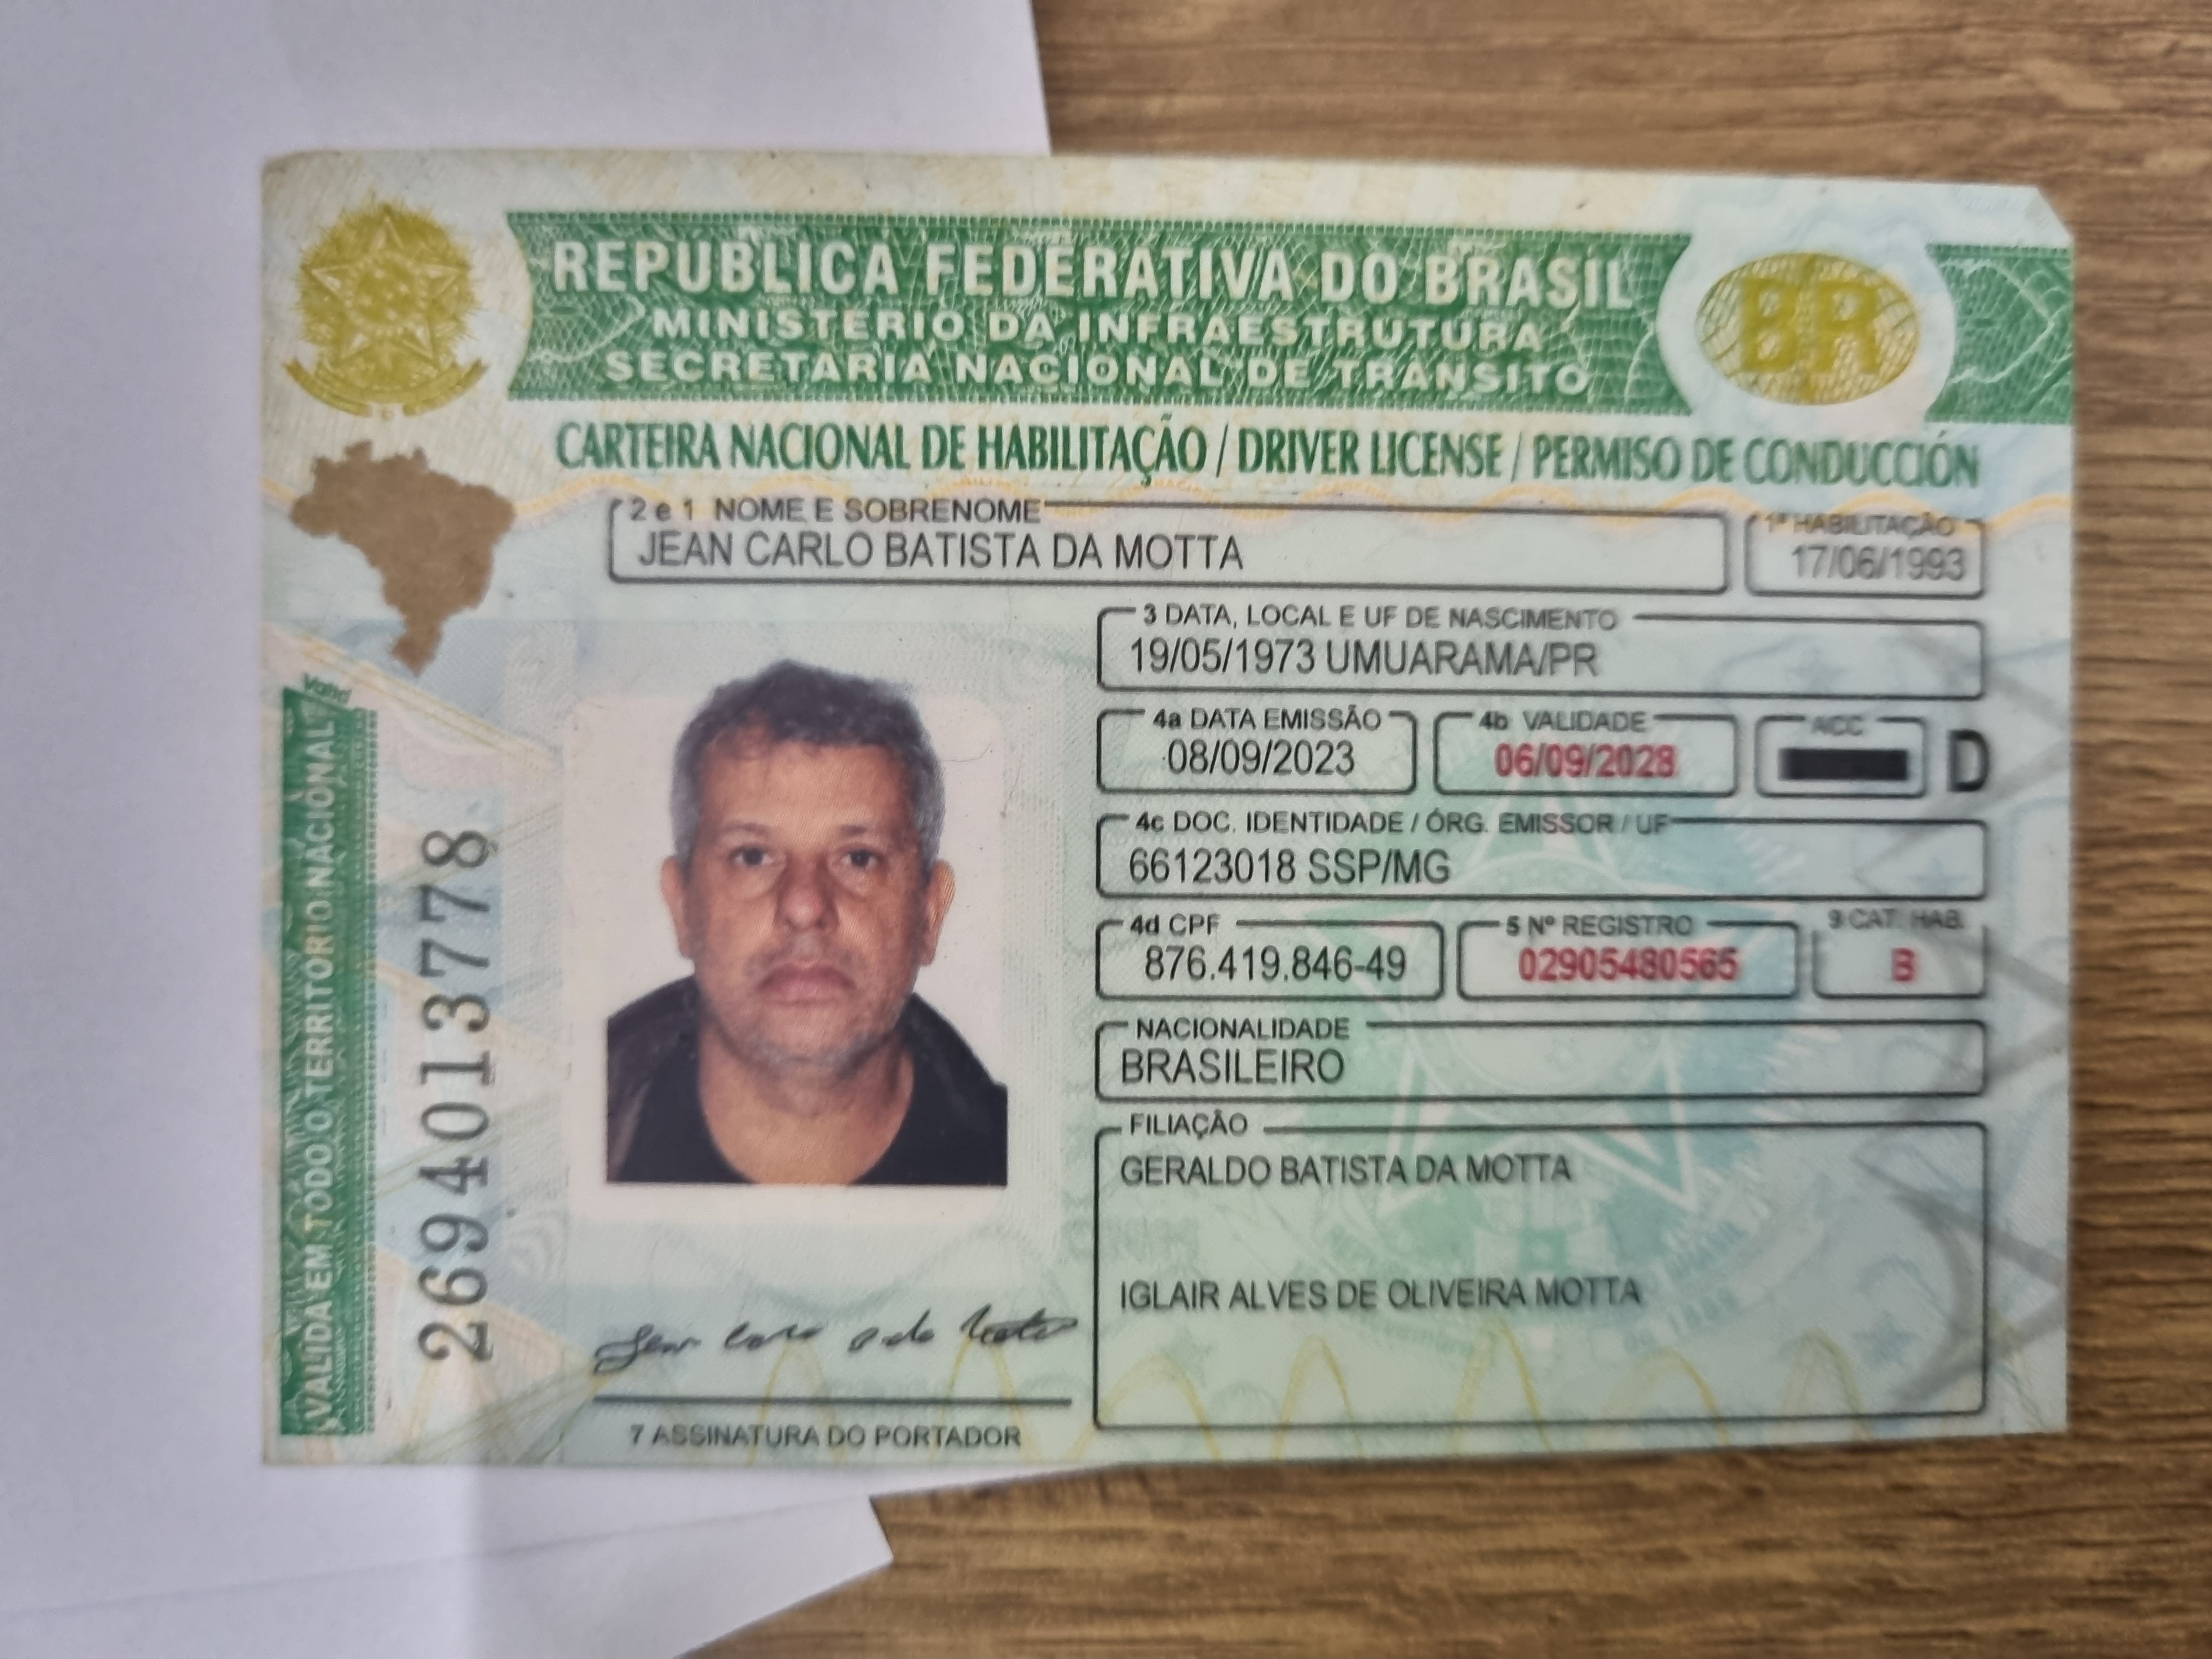 REPÚBLICA FEDERATIVA DO BRASIL
MINISTÉRIO DA INFRAESTRUTURA
SECRETARIA NACIONAL DE TRÂNSITO
BR
CARTEIRA NACIONAL DE HABILITAÇÃO / DRIVER LICENSE / PERMISO DE CONDUCCIÓN
2 e 1 NOME E SOBRENOME
JEAN CARLO BATISTA DA MOTTA
1ª HABILITAÇÃO
17/06/1993
3 DATA, LOCAL E UF DE NASCIMENTO
19/05/1973 UMUARAMA/PR
4a DATA EMISSÃO
08/09/2023
4b VALIDADE
06/09/2028
ACC
D
4c DOC. IDENTIDADE / ÓRG. EMISSOR / UF
66123018 SSP/MG
4d CPF
876.419.846-49
5 Nº REGISTRO
02905480565
9 CAT. HAB.
B
NACIONALIDADE
BRASILEIRO
FILIAÇÃO
GERALDO BATISTA DA MOTTA
IGLAIR ALVES DE OLIVEIRA MOTTA
7 ASSINATURA DO PORTADOR
VÁLIDA EM TODO O TERRITÓRIO NACIONAL
2694013778